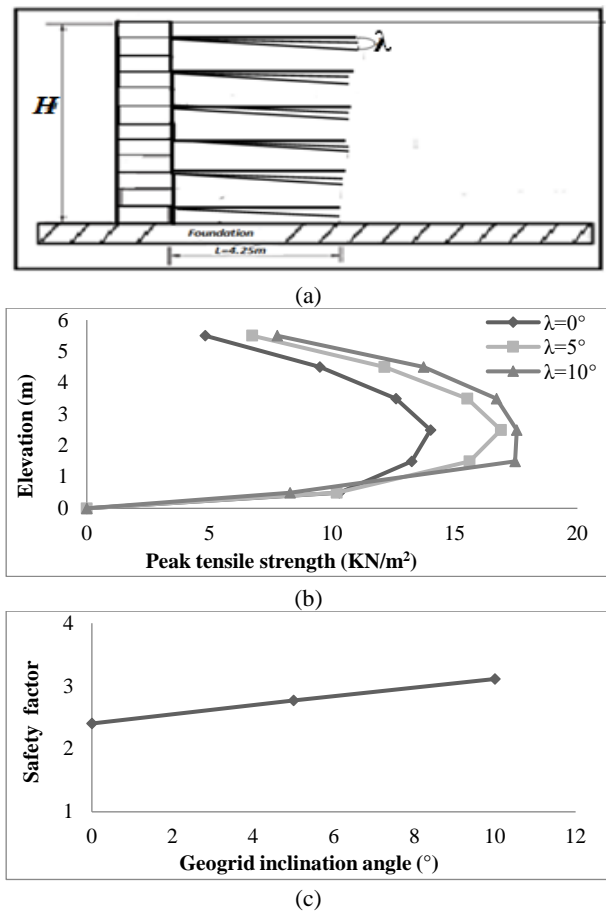 λ
H
Foundation
L=4.25m
(a)
6
5
4
3
2
1
0
Elevation (m)
λ=0°
λ=5°
λ=10°
0 5 10 15 20
Peak tensile strength (KN/m²)
(b)
4
3
2
1
Safety factor
0 2 4 6 8 10 12
Geogrid inclination angle (°)
(c)